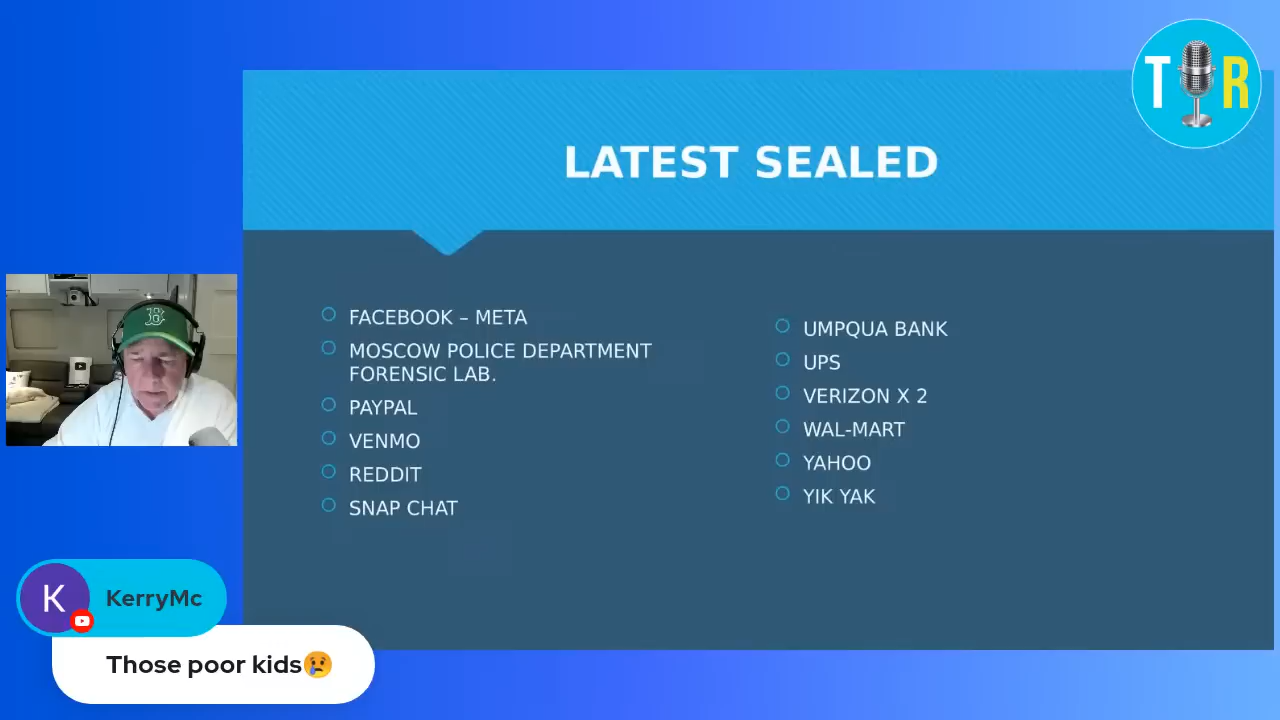 T R
LATEST SEALED
FACEBOOK – META
MOSCOW POLICE DEPARTMENT
FORENSIC LAB.
PAYPAL
VENMO
REDDIT
SNAP CHAT
UMPQUA BANK
UPS
VERIZON X 2
WAL-MART
YAHOO
YIK YAK
B
K
KerryMc
Those poor kids😢